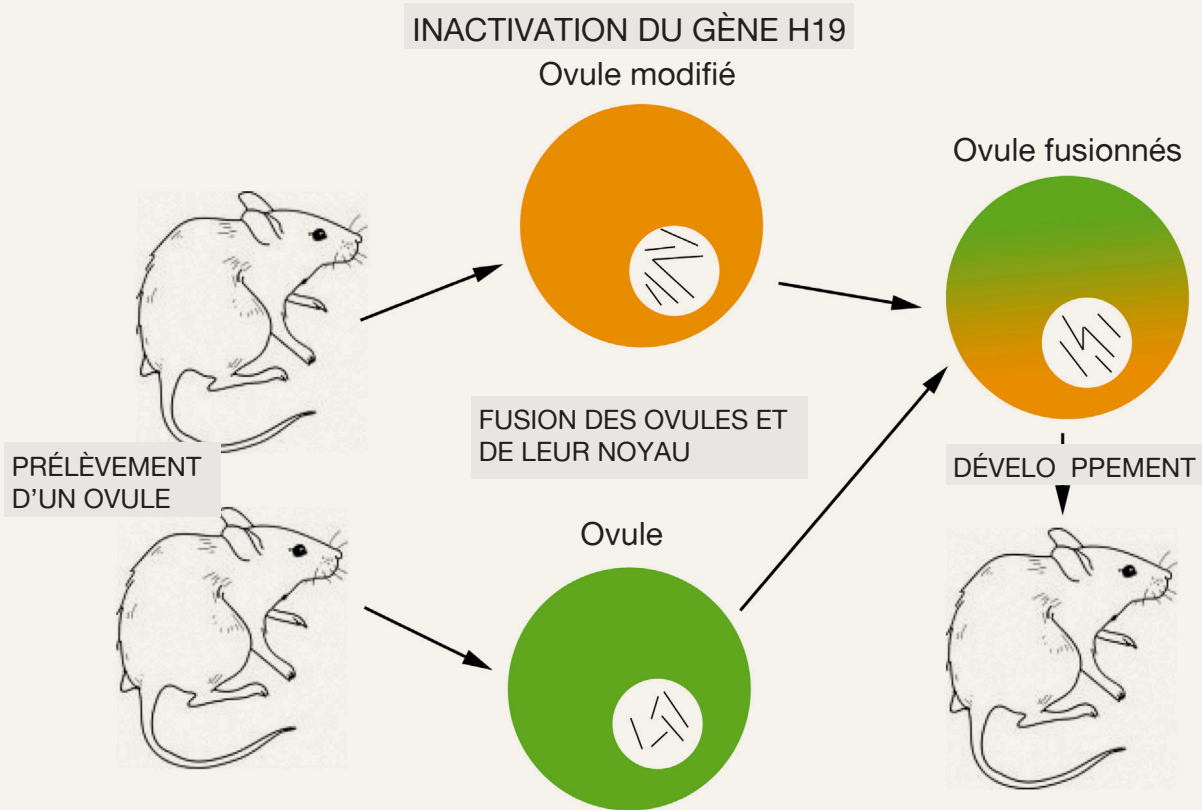 INACTIVATION DU GÈNE H19
Ovule modifié
Ovule fusionnés
FUSION DES OVULES ET
DE LEUR NOYAU
PRÉLÈVEMENT
D'UN OVULE
DÉVELO PPEMENT
Ovule